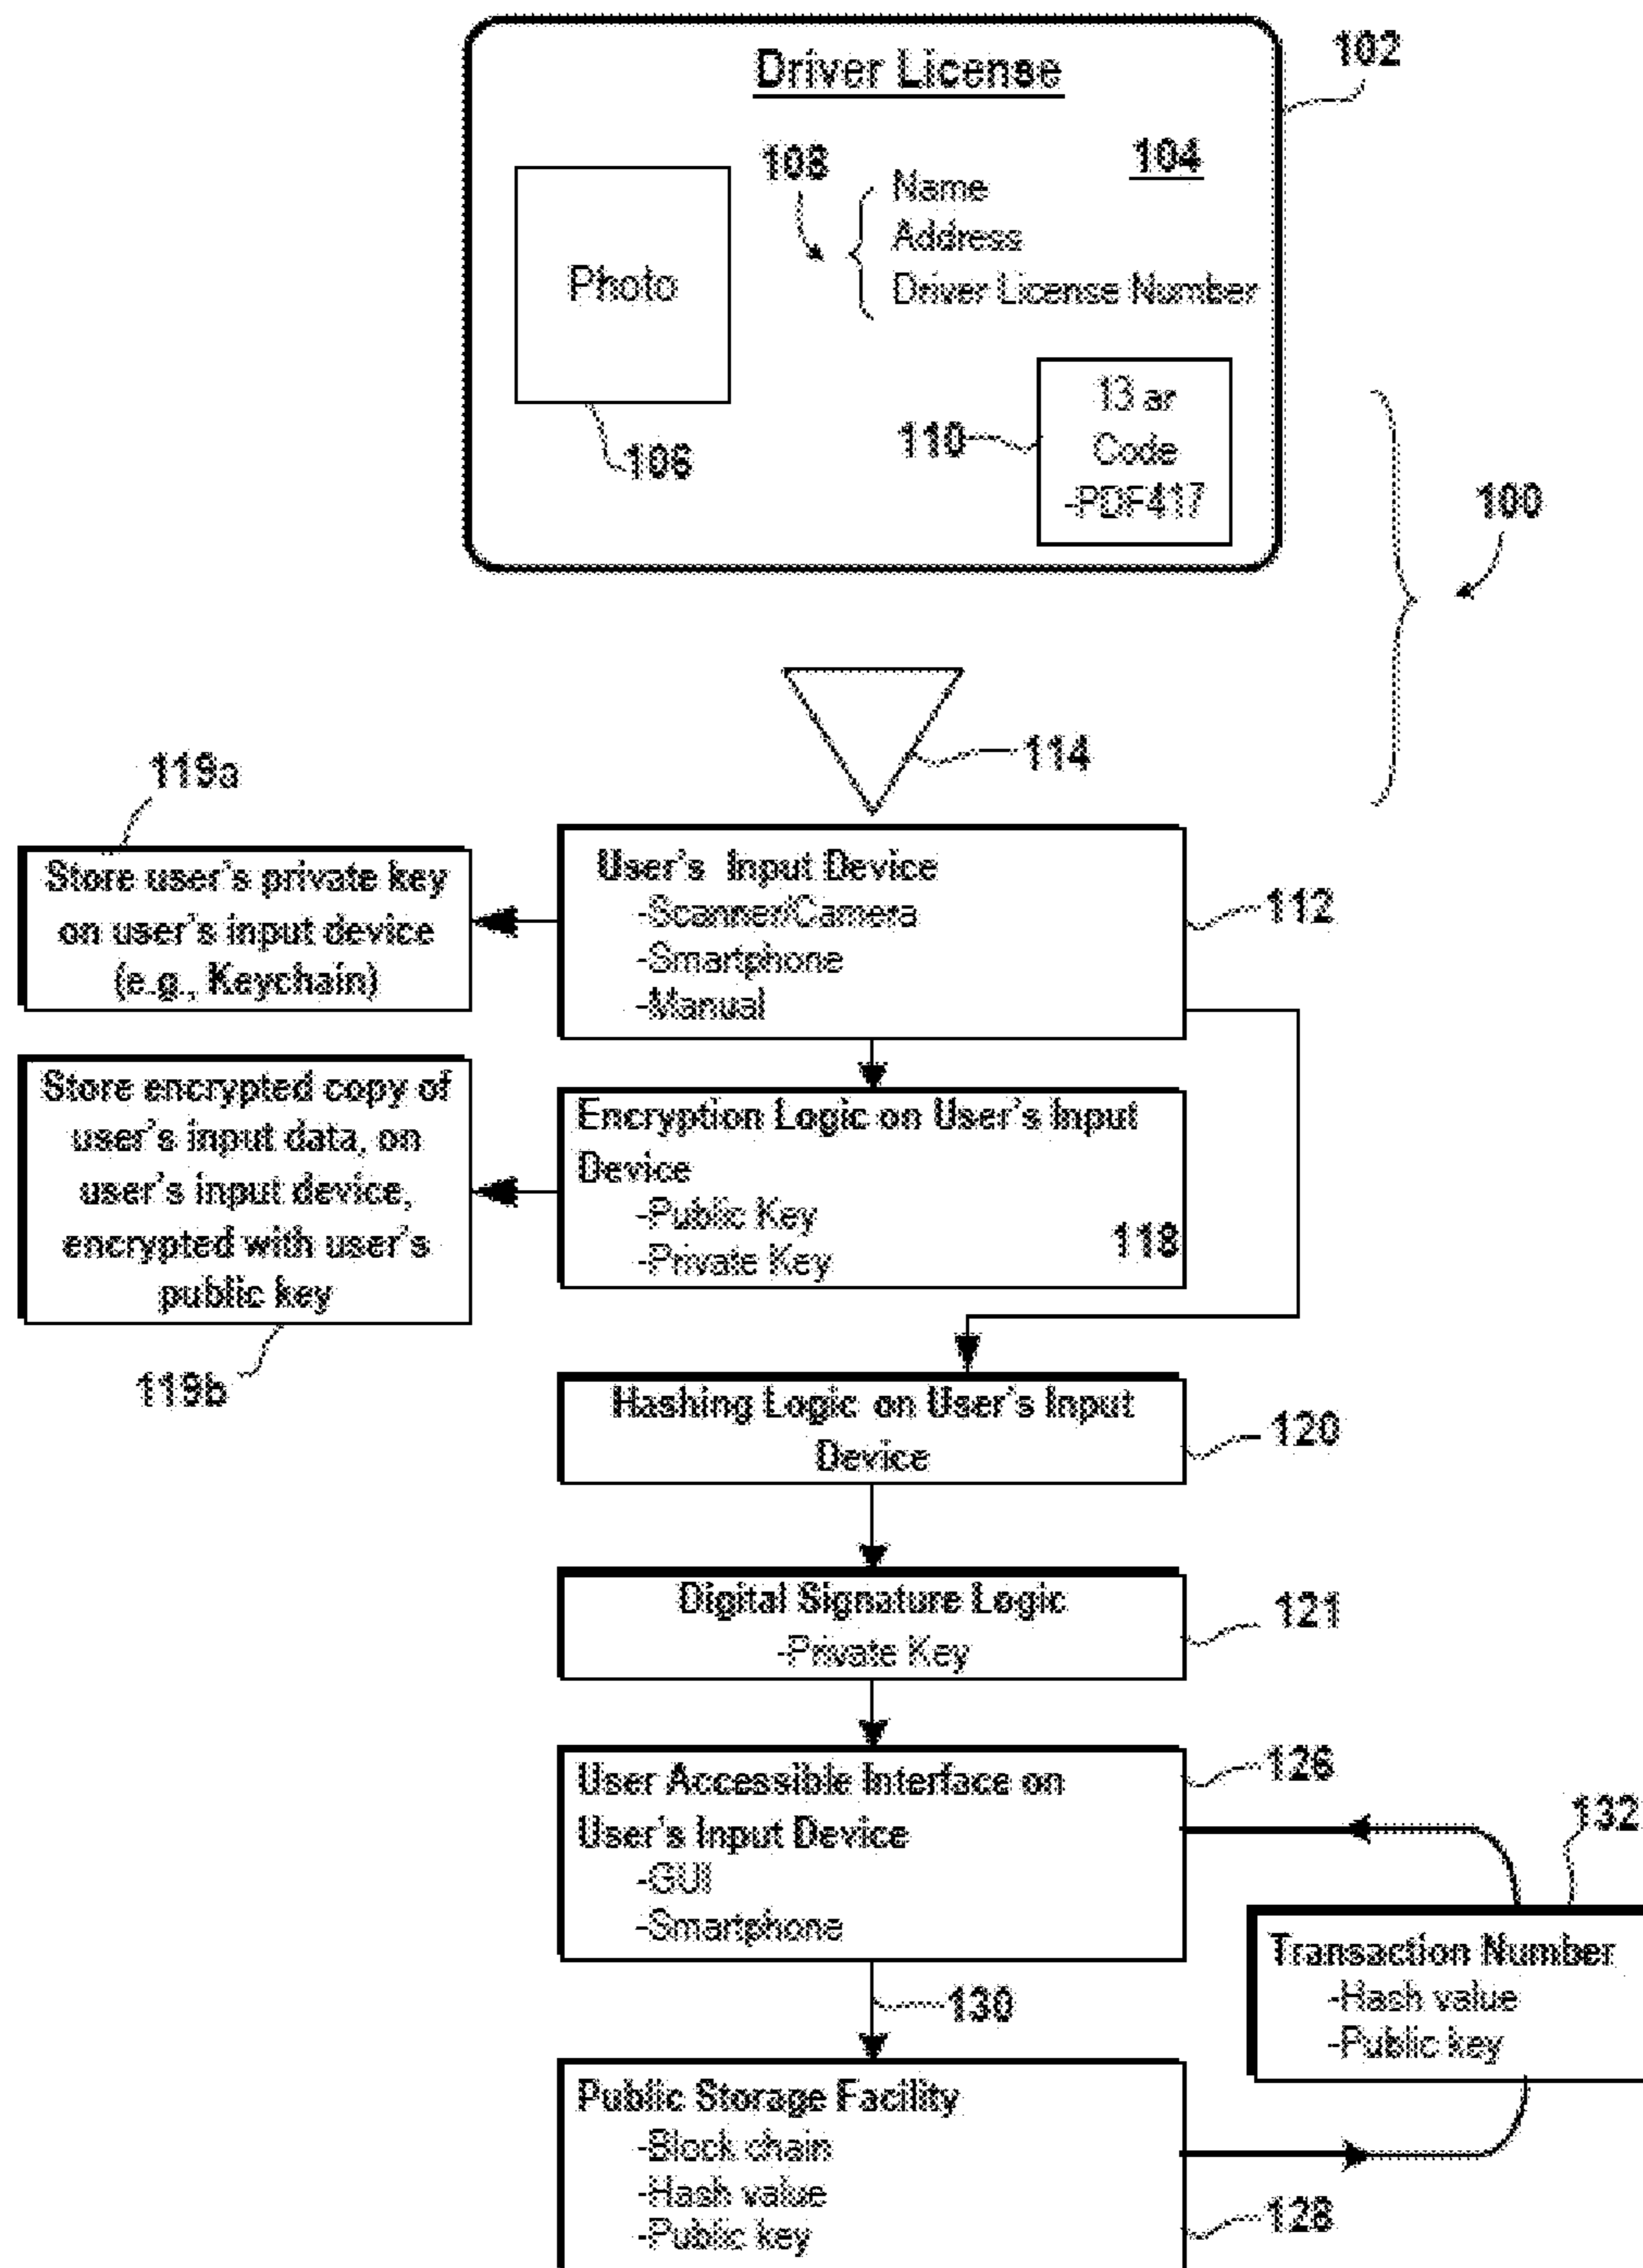 Driver License
102
104
108
Name
Address
Driver License Number
Photo
106
110
13 ar
Code
-PDF417
100
114
119a
Store user's private key
on user's input device
(e.g., Keychain)
User's Input Device
-Scanner/Camera
-Smartphone
-Manual
112
Store encrypted copy of
user's input data, on
user's input device,
encrypted with user's
public key
119b
Encryption Logic on User's Input
Device
-Public Key
-Private Key
118
Hashing Logic on User's Input
Device
120
Digital Signature Logic
-Private Key
121
User Accessible Interface on
User's Input Device
-GUI
-Smartphone
126
132
Transaction Number
-Hash value
-Public key
130
Public Storage Facility
-Block chain
-Hash value
-Public key
128